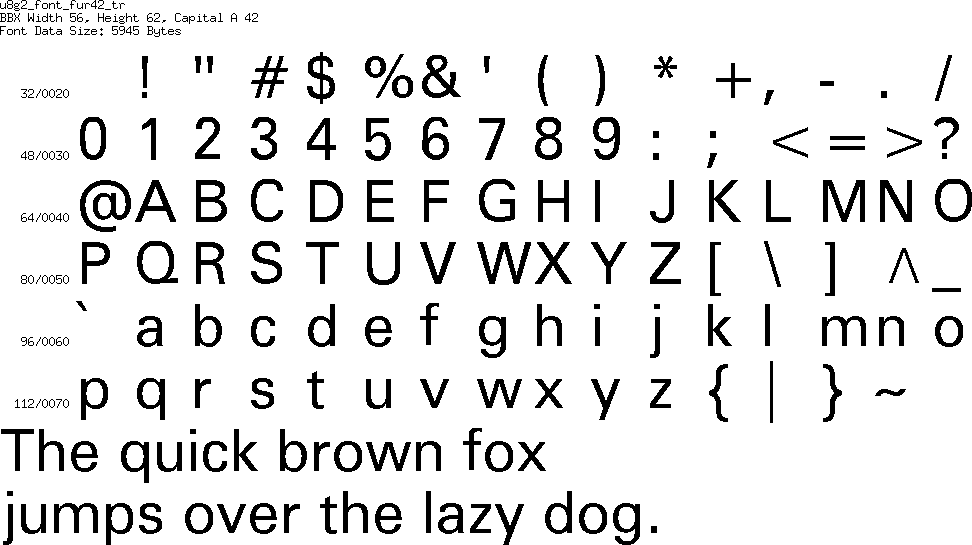 u8g2_font_fur42_tr
BBX Width 56, Height 62, Capital A 42
Font Data Size: 5945 Bytes
32/0020 ! " # $ % & ' ( ) * + , - . /
48/0030 0 1 2 3 4 5 6 7 8 9 : ; < = > ?
64/0040 @ A B C D E F G H I J K L M N O
80/0050 P Q R S T U V W X Y Z [ \ ] ^ _
96/0060 ` a b c d e f g h i j k l m n o
112/0070 p q r s t u v w x y z { | } ~
The quick brown fox
jumps over the lazy dog.